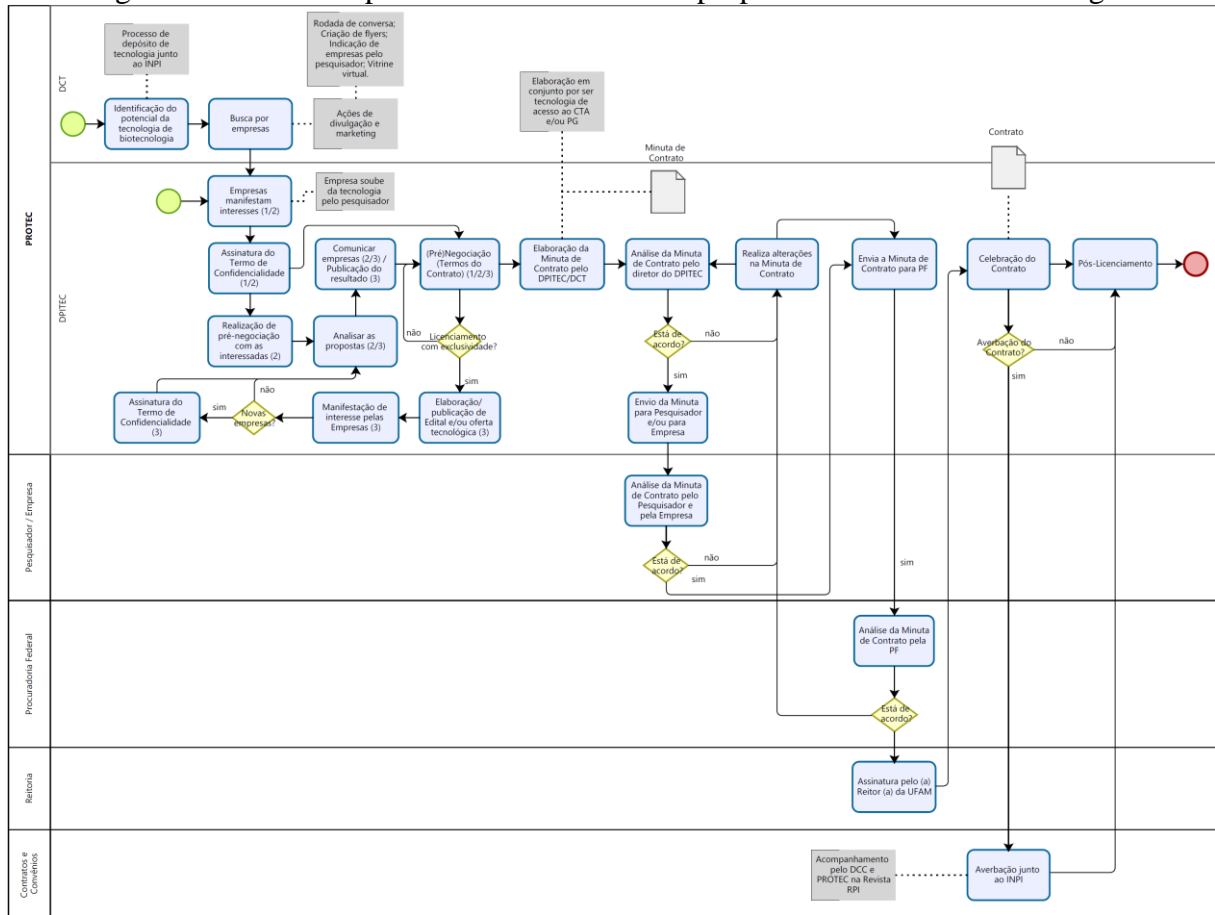 PROTEC
DCT
Processo de
depósito de
tecnologia junto
ao INPI
Rodada de conversa;
Criação de flyers;
Indicação de
empresas pelo
pesquisador; Vitrine
virtual.
Identificação do
potencial da
tecnologia de
biotecnologia
Busca por
empresas
Ações de
divulgação e
marketing
Elaboração em
conjunto por ser
tecnologia de
acesso ao CTA
e/ou PG
Minuta de
Contrato
Contrato
DPITEC
Empresas
manifestam
interesses (1/2)
Empresa soube
da tecnologia
pelo pesquisador
Assinatura do
Termo de
Confidencialidade
(1/2)
Comunicar
empresas (2/3) /
Publicação do
resultado (3)
(Pré)Negociação
(Termos do
Contrato) (1/2/3)
Elaboração da
Minuta de
Contrato pelo
DPITEC/DCT
Análise da Minuta
de Contrato pelo
diretor do DPITEC
Realiza alterações
na Minuta de
Contrato
Envia a Minuta de
Contrato para PF
Celebração do
Contrato
Pós-Licenciamento
Realização de
pré-negociação
com as
interessadas (2)
Analisar as
propostas (2/3)
não
Licenciamento
com exclusividade?
sim
Está de
acordo?
não
sim
Averbação do
Contrato?
não
sim
Assinatura do
Termo de
Confidencialidade
(3)
sim
não
Novas
empresas?
Manifestação de
interesse pelas
Empresas (3)
Elaboração/
publicação de
Edital e/ou oferta
tecnológica (3)
Envio da Minuta
para Pesquisador
e/ou para
Empresa
Pesquisador / Empresa
Análise da Minuta
de Contrato pelo
Pesquisador e
pela Empresa
Está de
acordo?
não
sim
sim
Procuradoria Federal
Análise da Minuta
de Contrato pela
PF
Está de
acordo?
Reitoria
Assinatura pelo (a)
Reitor (a) da UFAM
Contratos e
Convênios
Acompanhamento
pelo DCC e
PROTEC na Revista
RPI
Averbação junto
ao INPI